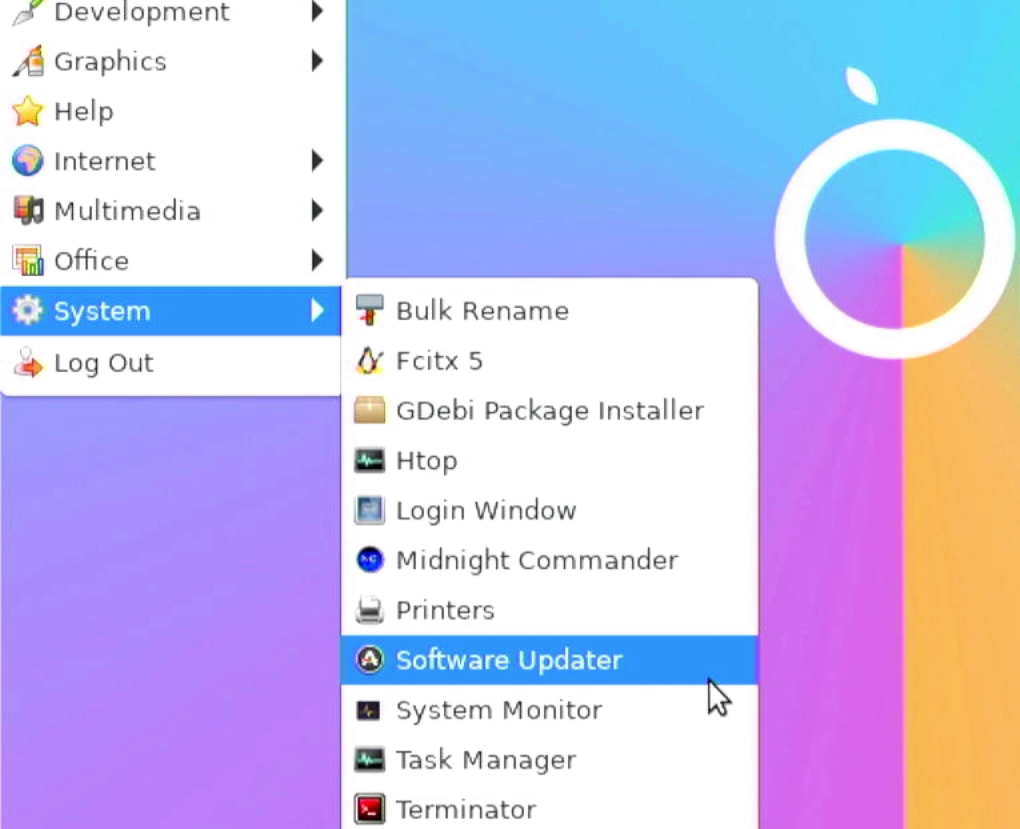 Development
Graphics
Help
Internet
Multimedia
Office
System
Log Out
Bulk Rename
Fcitx 5
GDebi Package Installer
Htop
Login Window
Midnight Commander
Printers
Software Updater
System Monitor
Task Manager
Terminator